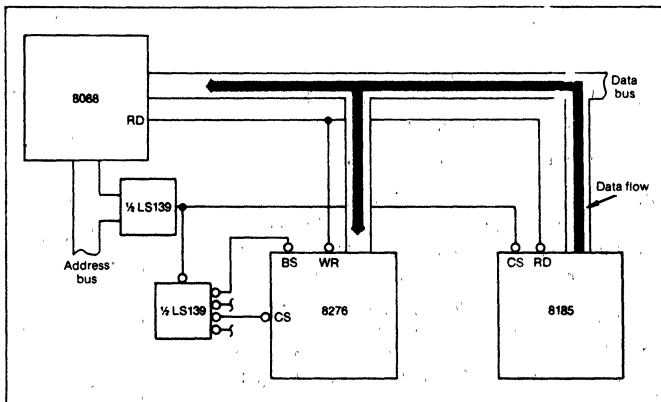 Data
bus
8088
RD
½ LS139
Data flow
Address
bus
BS
WR
CS
RD
½ LS139
CS
8276
8185